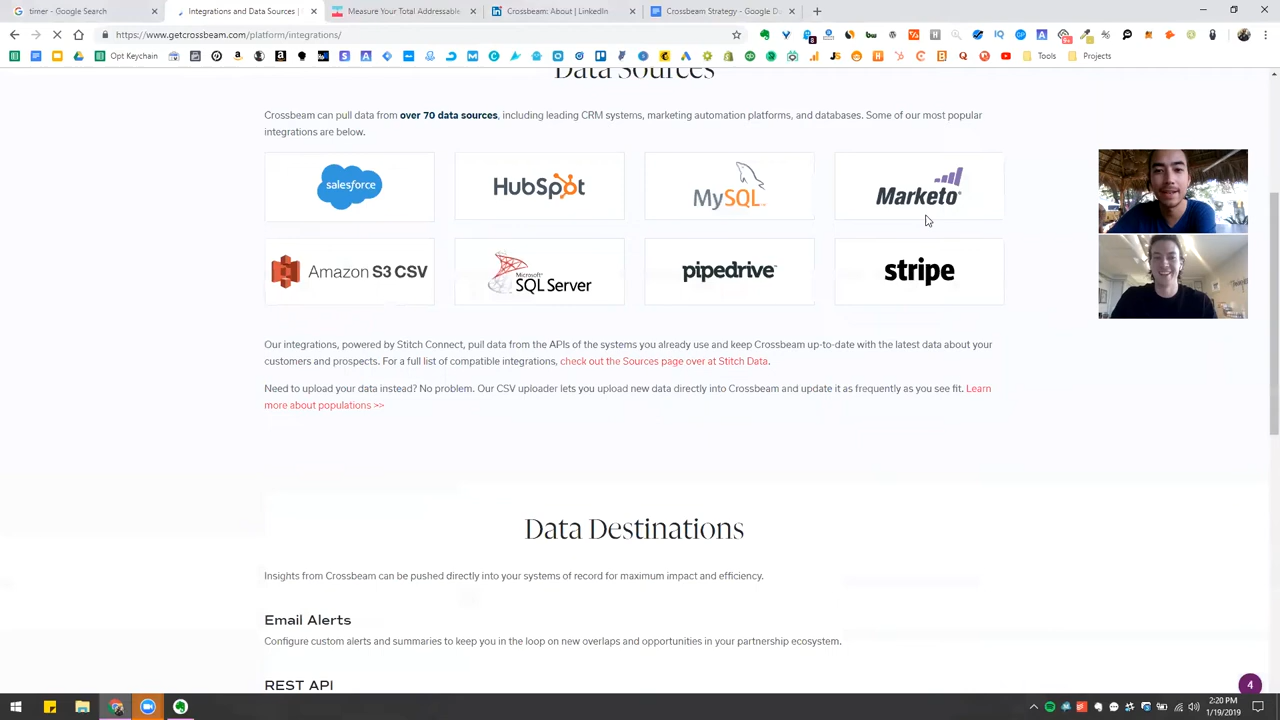 timer - Google Search
Integrations and Data Sources |
Measure Your Total Addressable
Crossbeam: About | LinkedIn
Crossbeam Strategy - Google D
https://www.getcrossbeam.com/platform/integrations/
Opt Keychain
Tools
Projects
Data Sources
Crossbeam can pull data from over 70 data sources, including leading CRM systems, marketing automation platforms, and databases. Some of our most popular
integrations are below.
salesforce
HubSpot
MySQL
Marketo
Amazon S3 CSV
Microsoft
SQL Server
pipedrive
stripe
Our integrations, powered by Stitch Connect, pull data from the APIs of the systems you already use and keep Crossbeam up-to-date with the latest data about your
customers and prospects. For a full list of compatible integrations, check out the Sources page over at Stitch Data.
Need to upload your data instead? No problem. Our CSV uploader lets you upload new data directly into Crossbeam and update it as frequently as you see fit. Learn
more about populations >>
Data Destinations
Insights from Crossbeam can be pushed directly into your systems of record for maximum impact and efficiency.
Email Alerts
Configure custom alerts and summaries to keep you in the loop on new overlaps and opportunities in your partnership ecosystem.
REST API
4
2:20 PM
1/19/2019